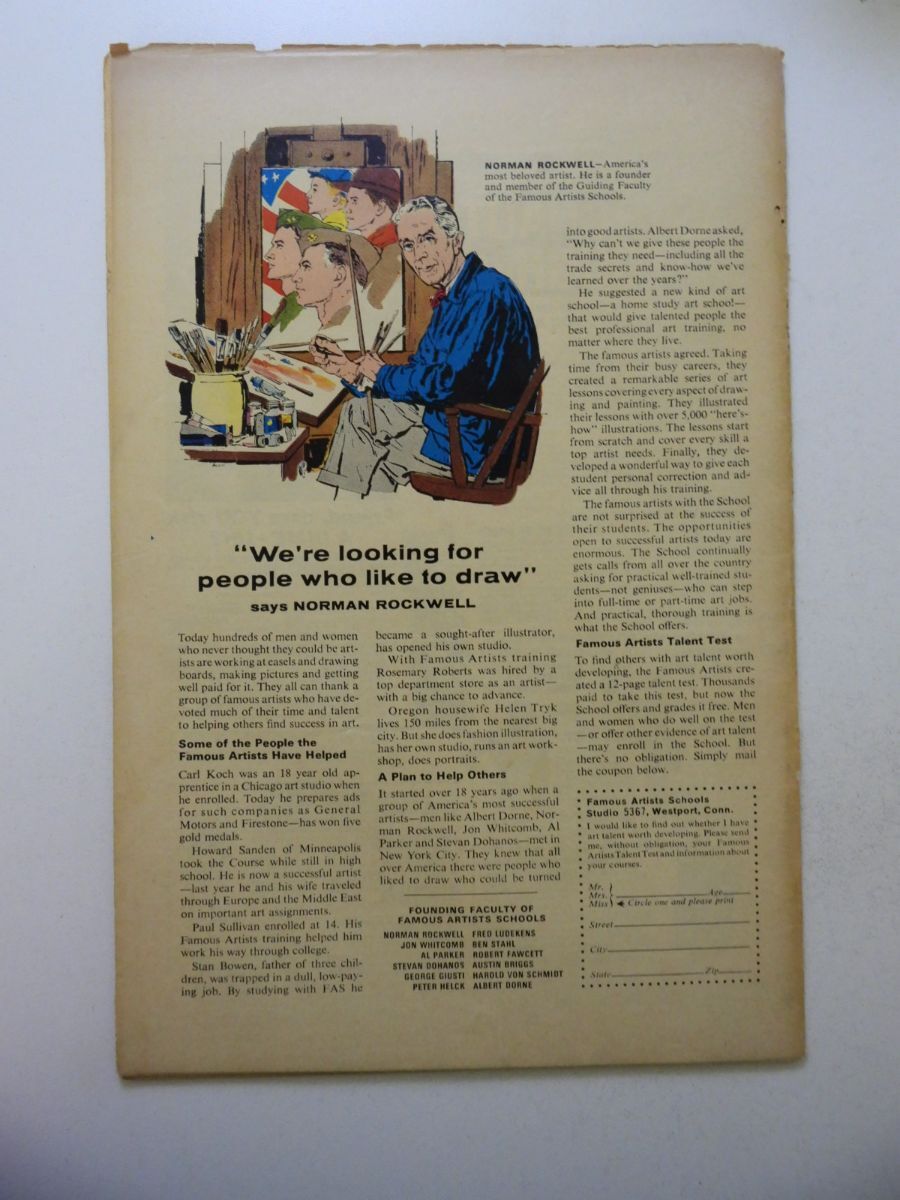 NORMAN ROCKWELL—America's
most beloved artist. He is a founder
and member of the Guiding Faculty
of the Famous Artists Schools.
"We're looking for
people who like to draw"
says NORMAN ROCKWELL
Today hundreds of men and women
who never thought they could be art-
ists are working at easels and drawing
boards, making pictures and getting
well paid for it. They all can thank a
group of famous artists who have de-
voted much of their time and talent
to helping others find success in art.
Some of the People the
Famous Artists Have Helped
Carl Koch was an 18 year old ap-
prentice in a Chicago art studio when
he enrolled. Today he prepares ads
for such companies as General
Motors and Firestone—has won five
gold medals.
Howard Sanden of Minneapolis
took the Course while still in high
school. He is now a successful artist
—last year he and his wife traveled
through Europe and the Middle East
on important art assignments.
Paul Sullivan enrolled at 14. His
Famous Artists training helped him
work his way through college.
Stan Bowen, father of three chil-
dren, was trapped in a dull, low-pay-
ing job. By studying with FAS he
became a sought-after illustrator,
has opened his own studio.
With Famous Artists training
Rosemary Roberts was hired by a
top department store as an artist—
with a big chance to advance.
Oregon housewife Helen Tryk
lives 150 miles from the nearest big
city. But she does fashion illustration,
has her own studio, runs an art work-
shop, does portraits.
A Plan to Help Others
It started over 18 years ago when a
group of America's most successful
artists—men like Albert Dorne, Nor-
man Rockwell, Jon Whitcomb, Al
Parker and Stevan Dohanos—met in
New York City. They knew that all
over America there were people who
liked to draw who could be turned
into good artists. Albert Dorne asked,
"Why can't we give these people the
training they need—including all the
trade secrets and know-how we've
learned over the years?"
He suggested a new kind of art
school—a home study art school—
that would give talented people the
best professional art training, no
matter where they live.
The famous artists agreed. Taking
time from their busy careers, they
created a remarkable series of art
lessons covering every aspect of draw-
ing and painting. They illustrated
their lessons with over 5,000 "here's-
how" illustrations. The lessons start
from scratch and cover every skill a
top artist needs. Finally, they de-
veloped a wonderful way to give each
student personal correction and ad-
vice all through his training.
The famous artists with the School
are not surprised at the success of
their students. The opportunities
open to successful artists today are
enormous. The School continually
gets calls from all over the country
asking for practical well-trained stu-
dents—not geniuses—who can step
into full-time or part-time art jobs.
And practical, thorough training is
what the School offers.
Famous Artists Talent Test
To find others with art talent worth
developing, the Famous Artists cre-
ated a 12-page talent test. Thousands
paid to take this test, but now the
School offers and grades it free. Men
and women who do well on the test
—or offer other evidence of art talent
—may enroll in the School. But
there's no obligation. Simply mail
the coupon below.
FOUNDING FACULTY OF
FAMOUS ARTISTS SCHOOLS
NORMAN ROCKWELL FRED LUDEKENS
JON WHITCOMB BEN STAHL
AL PARKER ROBERT FAWCETT
STEVAN DOHANOS AUSTIN BRIGGS
GEORGE GIUSTI HAROLD VON SCHMIDT
PETER HELCK ALBERT DORNE
Famous Artists Schools
Studio 5367, Westport, Conn.
I would like to find out whether I have
art talent worth developing. Please send
me, without obligation, your Famous
Artists Talent Test and information about
your courses.
Mr.
Mrs. Age
Miss Circle one and please print
Street
City
State Zip